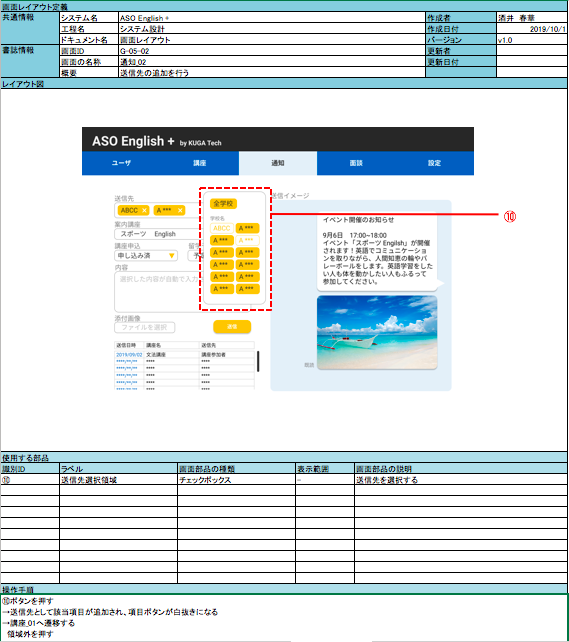 画面レイアウト定義
共通情報 システム名 ASO English + 作成者 酒井 春華
工程名 システム設計 作成日付 2019/10/1
ドキュメント名 画面レイアウト バージョン v1.0
書誌情報 画面ID G-05-02 更新者
画面の名称 通知_02 更新日付
概要 送信先の追加を行う
レイアウト図
ASO English + by KUGA Tech
ユーザ 講座 通知 面談 設定
送信先
ABCC × A *** ×
案内講座
スポーツ English
講座申込 留学
申し込み済 ▼
内容
選択した内容が自動で入力
添付画像
ファイルを選択
送信
送信日時 講座名 送信先
2019/09/02 文法講座 講座参加者
****/**/** **** ****
****/**/** **** ****
****/**/** **** ****
****/**/** **** ****
全学校
学校名
ABCC A ***
A *** A ***
A *** A ***
A *** A ***
A *** A ***
A *** A ***
⑩
送信イメージ
イベント開催のお知らせ
9月6日 17:00~18:00
イベント「スポーツ English」が開催
されます！英語でコミュニケーショ
ンを取りながら、人間知恵の輪やバ
レーボールをします。英語学習をした
い人も体を動かしたい人もふるって
参加してください。
既読
使用する部品
識別ID ラベル 画面部品の種類 表示範囲 画面部品の説明
⑩ 送信先選択領域 チェックボックス - 送信先を選択する
操作手順
⑩ボタンを押す
→送信先として該当項目が追加され、項目ボタンが白抜きになる
→講座_01へ遷移する
領域外を押す